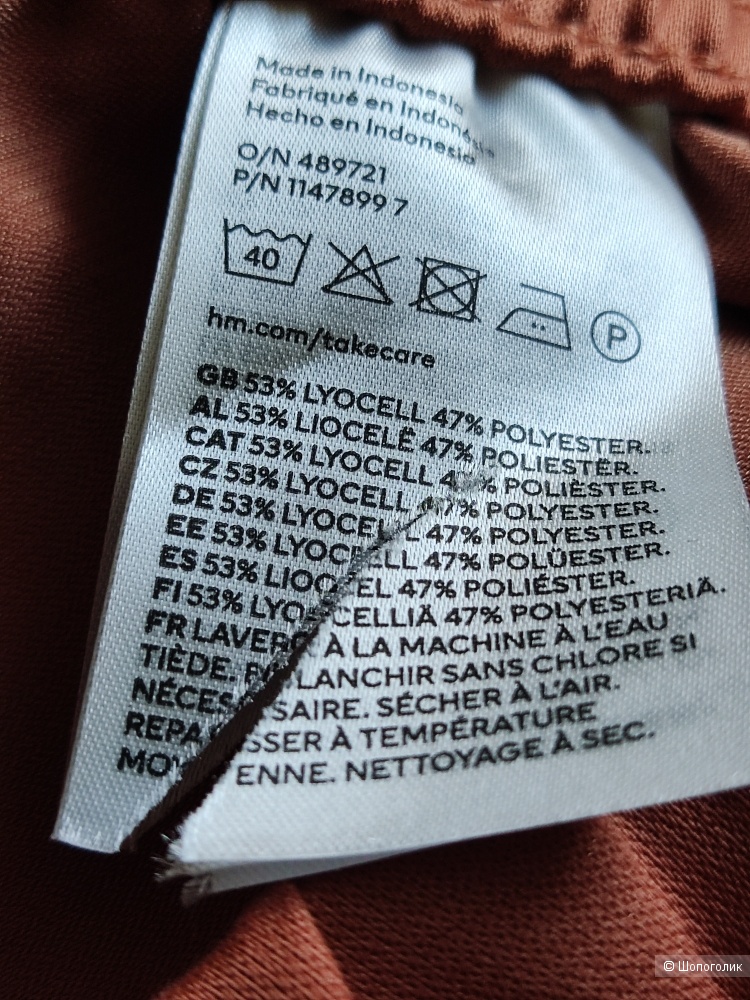 Made in Indonesia
Fabriqué en Indonésie
Hecho en Indonesia
O/N 489721
P/N 1147899 7
40
P
hm.com/takecare
GB 53% LYOCELL 47% POLYESTER.
AL 53% LIOCELË 47% POLIESTËR.
CAT 53% LYOCELL 47% POLIÈSTER.
CZ 53% LYOCELL 47% POLYESTER.
DE 53% LYOCELL 47% POLYESTER.
EE 53% LYOCELL 47% POLÜESTER.
ES 53% LIOCEL 47% POLIÉSTER.
FI 53% LYOCELLIÄ 47% POLYESTERIÄ.
FR LAVER À LA MACHINE À L'EAU
TIÈDE. BLANCHIR SANS CHLORE SI
NÉCESSAIRE. SÉCHER À L'AIR.
REPASSER À TEMPÉRATURE
MOYENNE. NETTOYAGE À SEC.
© Шопоголик